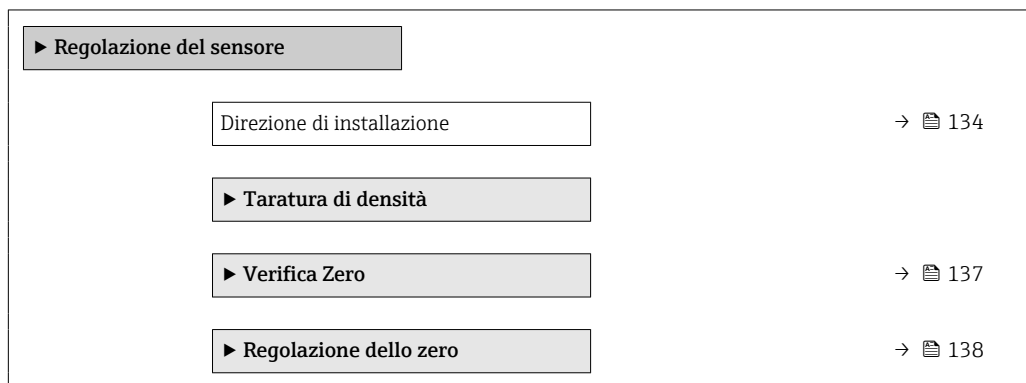 ▶ Regolazione del sensore
Direzione di installazione → 134
▶ Taratura di densità
▶ Verifica Zero → 137
▶ Regolazione dello zero → 138